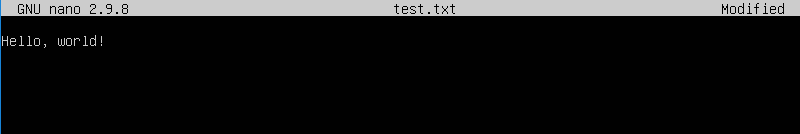 GNU nano 2.9.8 test.txt Modified
Hello, world!